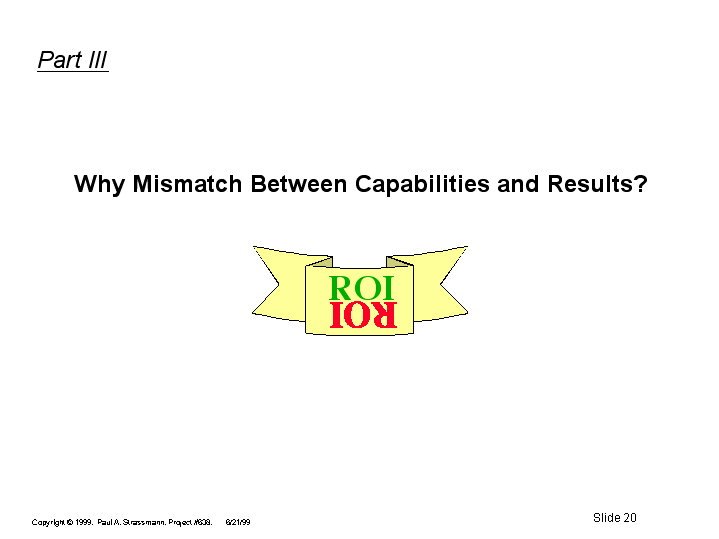 Part III
Why Mismatch Between Capabilities and Results?
ROI
ROI
Copyright © 1999, Paul A. Strassmann, Project #638, 6/21/99
Slide 20